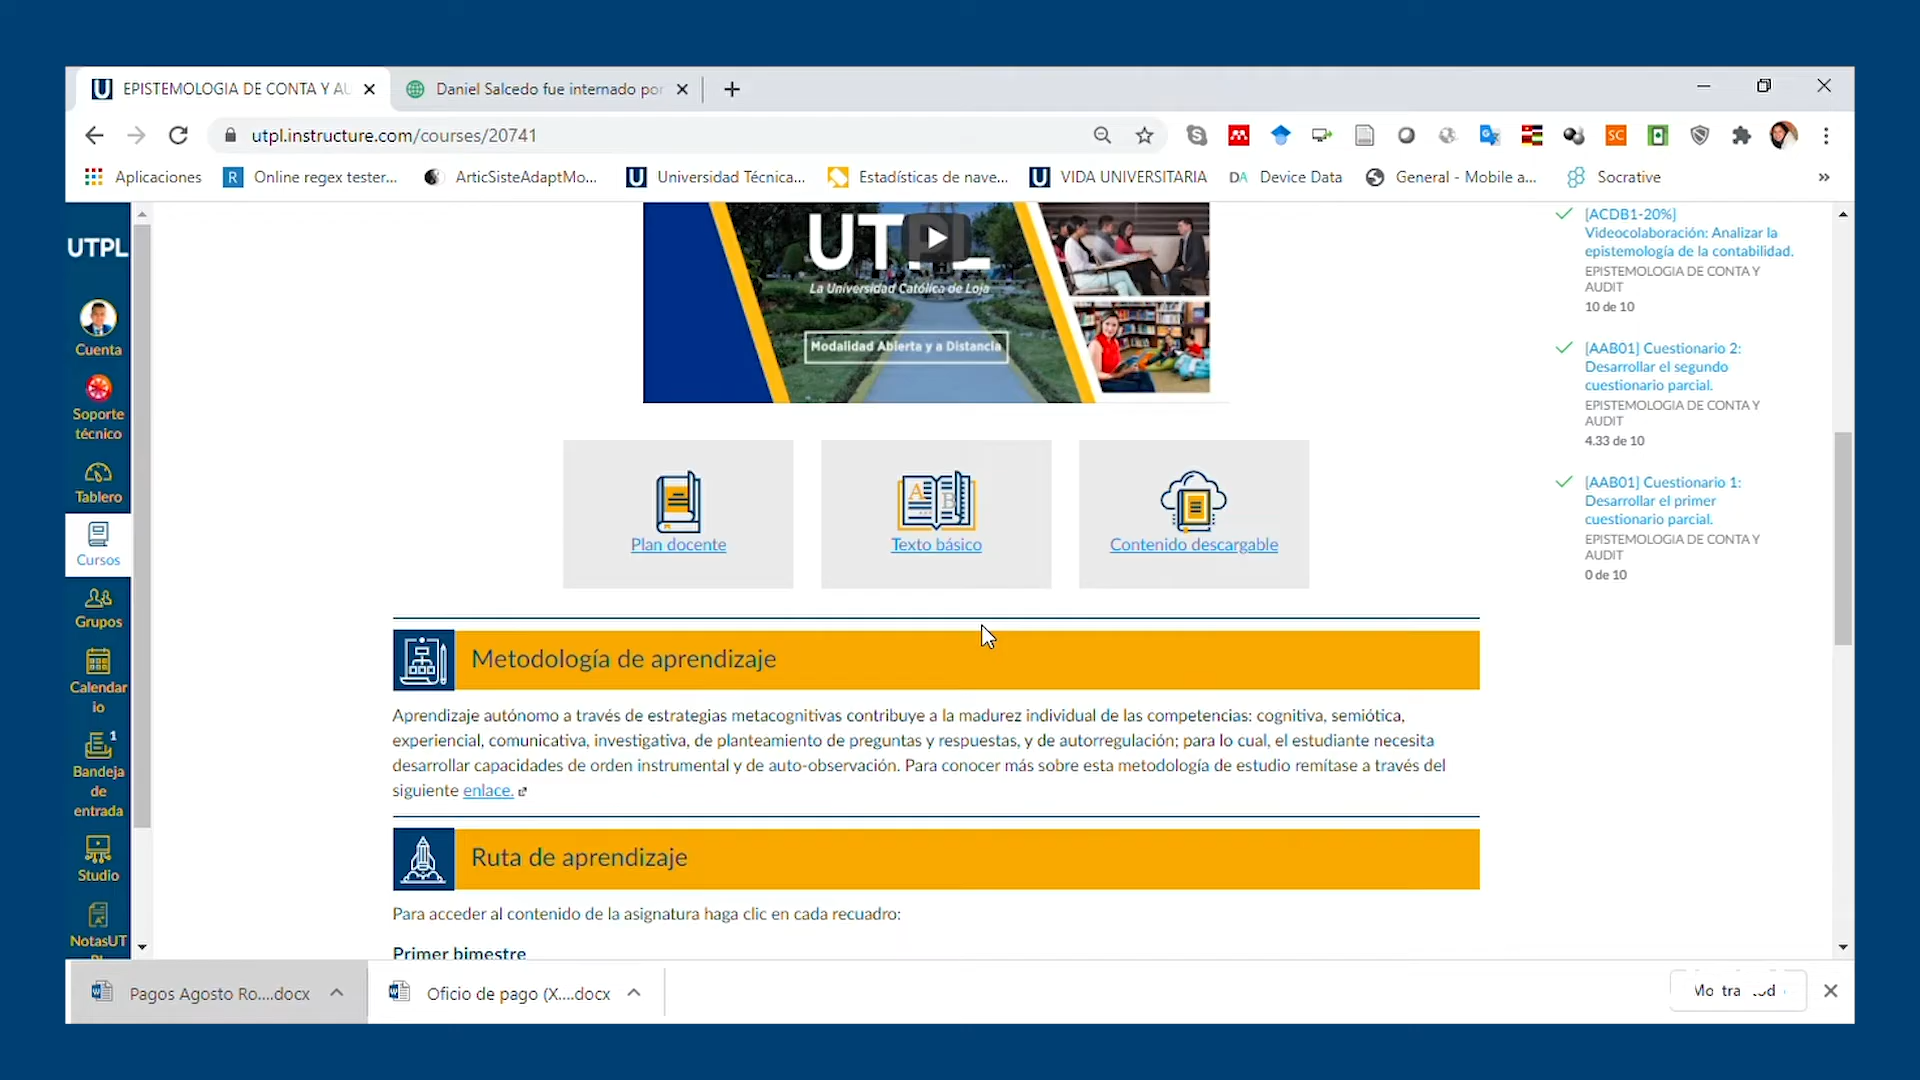 EPISTEMOLOGIA DE CONTA Y AU
Daniel Salcedo fue internado por
utpl.instructure.com/courses/20741
Aplicaciones
Online regex tester...
ArticSisteAdaptMo...
Universidad Técnica...
Estadísticas de nave...
VIDA UNIVERSITARIA
DA Device Data
General - Mobile a...
Socrative
»
UTPL
Cuenta
Soporte
técnico
Tablero
Cursos
Grupos
Calendar
io
1
Bandeja
de
entrada
Studio
NotasUT
La Universidad Católica de Loja
Modalidad Abierta y a Distancia
Plan docente
Texto básico
Contenido descargable
Metodología de aprendizaje
Aprendizaje autónomo a través de estrategias metacognitivas contribuye a la madurez individual de las competencias: cognitiva, semiótica,
experiencial, comunicativa, investigativa, de planteamiento de preguntas y respuestas, y de autorregulación; para lo cual, el estudiante necesita
desarrollar capacidades de orden instrumental y de auto-observación. Para conocer más sobre esta metodología de estudio remítase a través del
siguiente enlace.
Ruta de aprendizaje
Para acceder al contenido de la asignatura haga clic en cada recuadro:
Primer bimestre
[ACDB1-20%]
Videocolaboración: Analizar la
epistemología de la contabilidad.
EPISTEMOLOGIA DE CONTA Y
AUDIT
10 de 10
[AAB01] Cuestionario 2:
Desarrollar el segundo
cuestionario parcial.
EPISTEMOLOGIA DE CONTA Y
AUDIT
4.33 de 10
[AAB01] Cuestionario 1:
Desarrollar el primer
cuestionario parcial.
EPISTEMOLOGIA DE CONTA Y
AUDIT
0 de 10
Pagos Agosto Ro....docx
Oficio de pago (X....docx